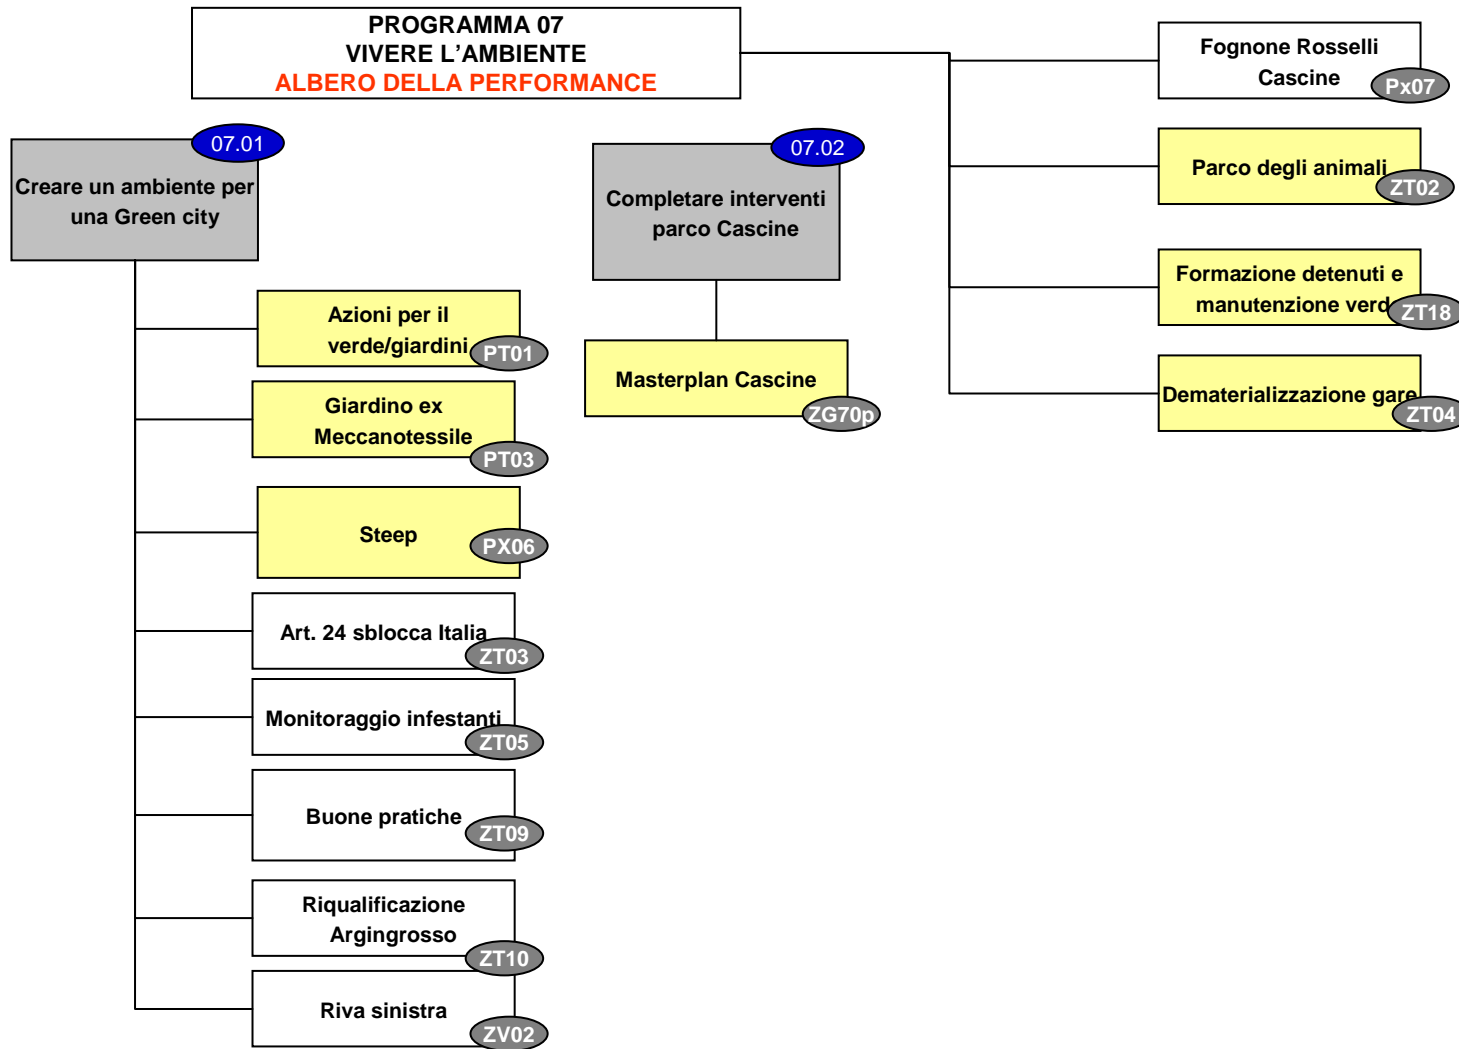 PROGRAMMA 07
VIVERE L’AMBIENTE
ALBERO DELLA PERFORMANCE
07.01
Creare un ambiente per
una Green city
Azioni per il
verde/giardini
PT01
Giardino ex
Meccanotessile
PT03
Steep
PX06
Art. 24 sblocca Italia
ZT03
Monitoraggio infestanti
ZT05
Buone pratiche
ZT09
Riqualificazione
Argingrosso
ZT10
Riva sinistra
ZV02
07.02
Completare interventi
parco Cascine
Masterplan Cascine
ZG70p
Fognone Rosselli
Cascine
Px07
Parco degli animali
ZT02
Formazione detenuti e
manutenzione verd
ZT18
Dematerializzazione gare
ZT04